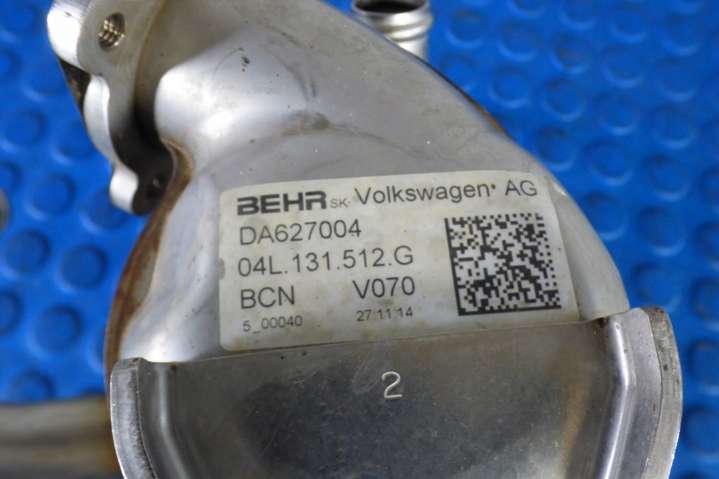 BEHR SK- Volkswagen AG
DA627004
04L.131.512.G
BCN V070
5_00040 27.11.14
2